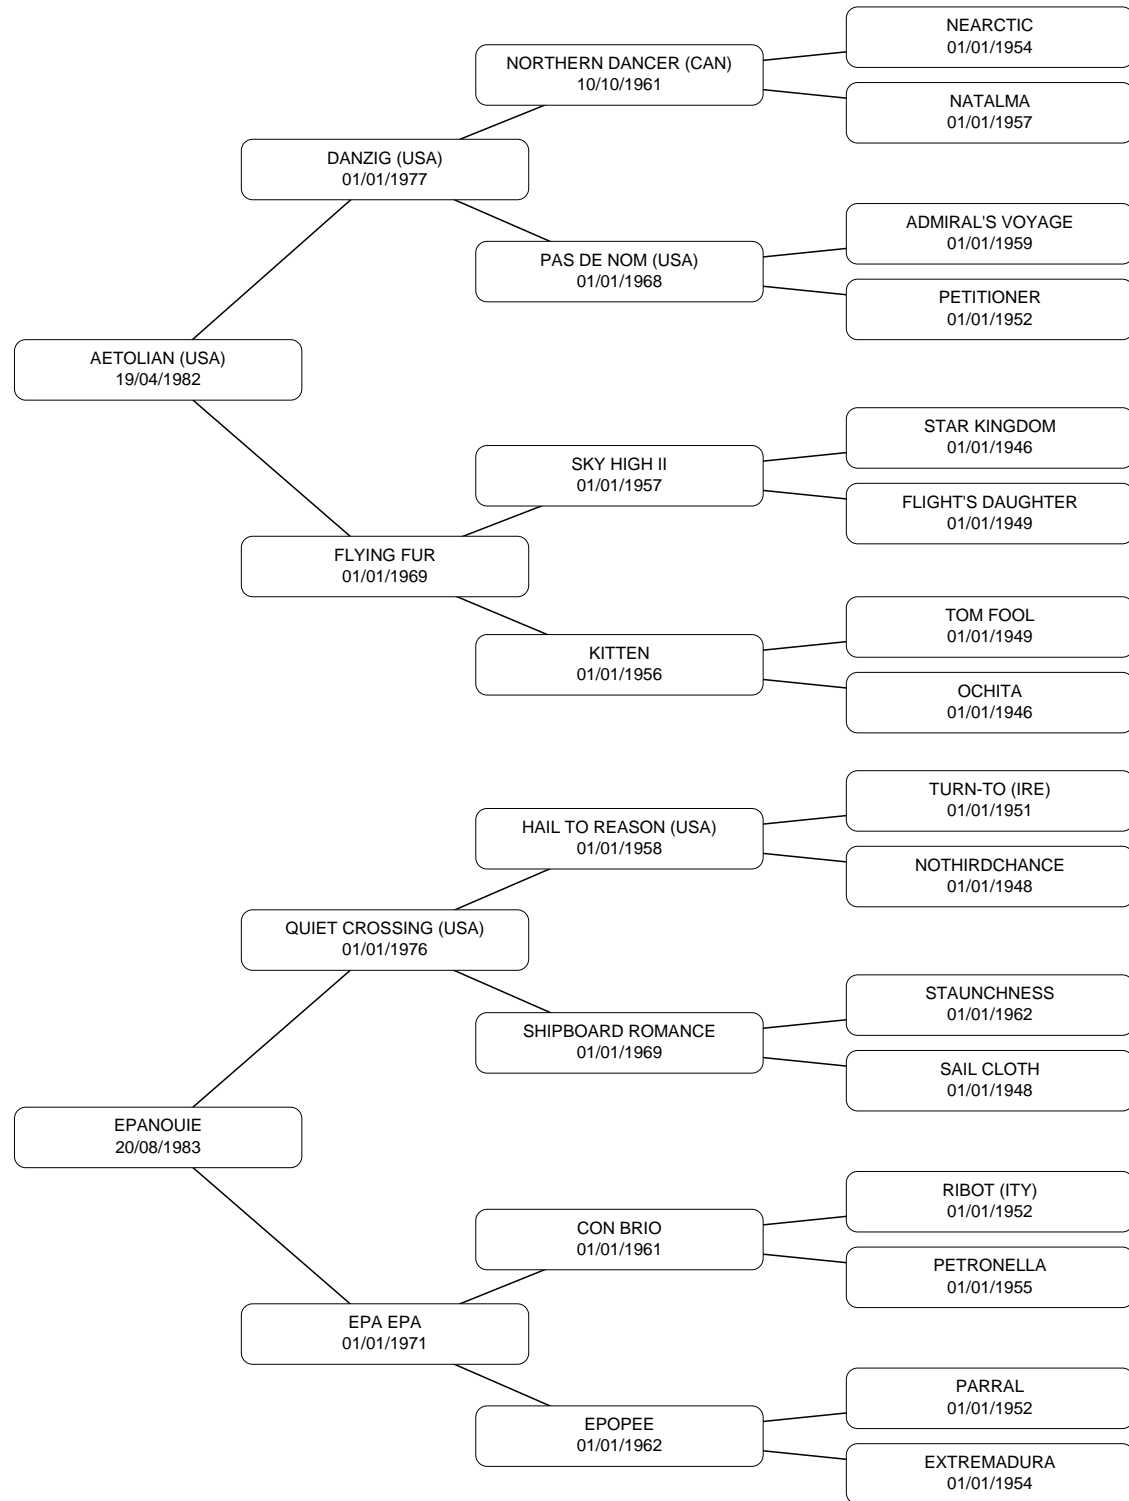 NEARCTIC
01/01/1954
NORTHERN DANCER (CAN)
10/10/1961
NATALMA
01/01/1957
DANZIG (USA)
01/01/1977
ADMIRAL'S VOYAGE
01/01/1959
PAS DE NOM (USA)
01/01/1968
PETITIONER
01/01/1952
AETOLIAN (USA)
19/04/1982
STAR KINGDOM
01/01/1946
SKY HIGH II
01/01/1957
FLIGHT'S DAUGHTER
01/01/1949
FLYING FUR
01/01/1969
TOM FOOL
01/01/1949
KITTEN
01/01/1956
OCHITA
01/01/1946
TURN-TO (IRE)
01/01/1951
HAIL TO REASON (USA)
01/01/1958
NOTHIRDCHANCE
01/01/1948
QUIET CROSSING (USA)
01/01/1976
STAUNCHNESS
01/01/1962
SHIPBOARD ROMANCE
01/01/1969
SAIL CLOTH
01/01/1948
EPANOUIE
20/08/1983
RIBOT (ITY)
01/01/1952
CON BRIO
01/01/1961
PETRONELLA
01/01/1955
EPA EPA
01/01/1971
PARRAL
01/01/1952
EPOPEE
01/01/1962
EXTREMADURA
01/01/1954